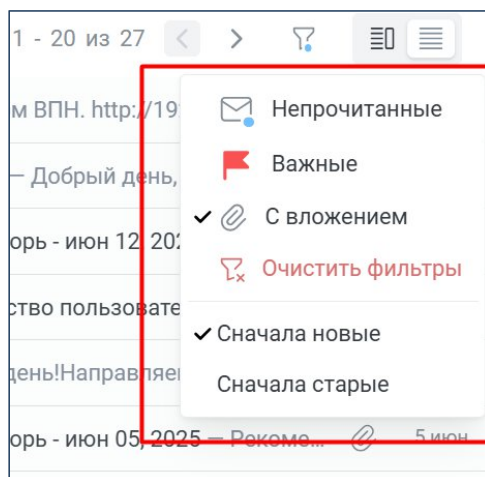 1 - 20 из 27
м ВПН. http://19
Непрочитанные
— Добрый день,
Важные
С вложением
орь - июн 12, 202
Очистить фильтры
ство пользовате
Сначала новые
день!Направляе
Сначала старые
орь - июн 05, 2025 — Рекоме... 5 июн